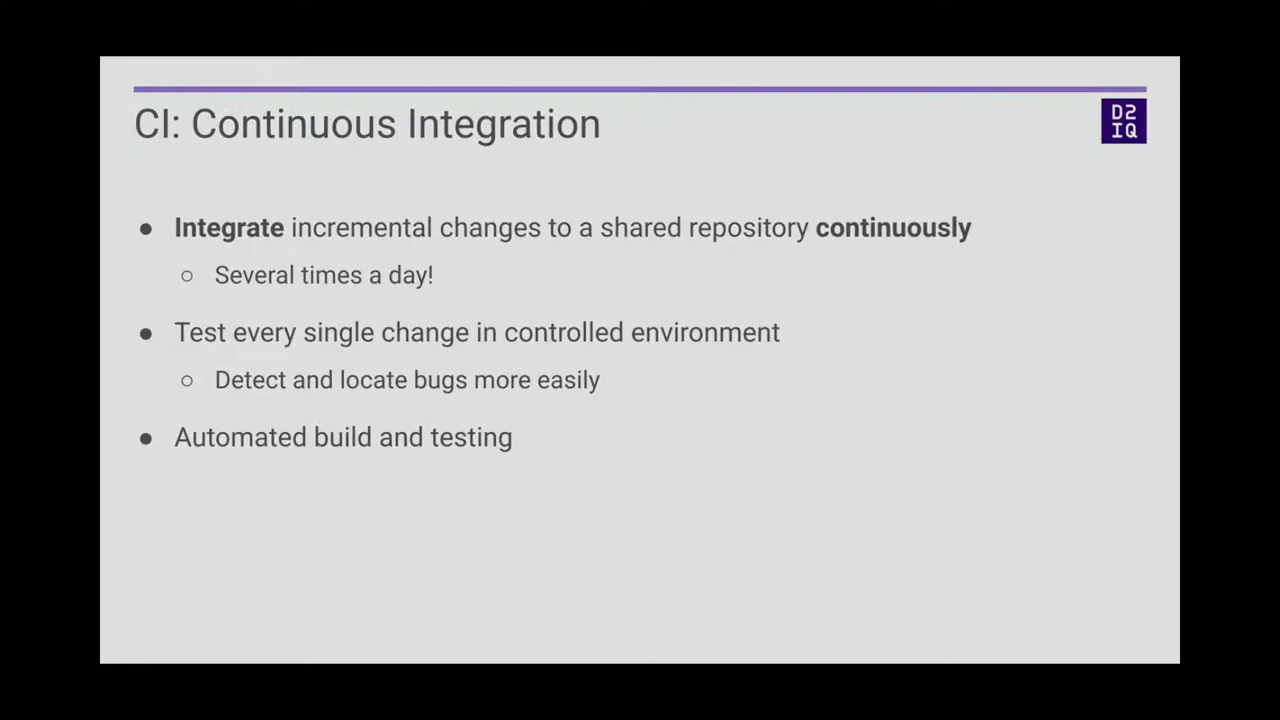 CI: Continuous Integration
D2
IQ
● Integrate incremental changes to a shared repository continuously
○ Several times a day!
● Test every single change in controlled environment
○ Detect and locate bugs more easily
● Automated build and testing